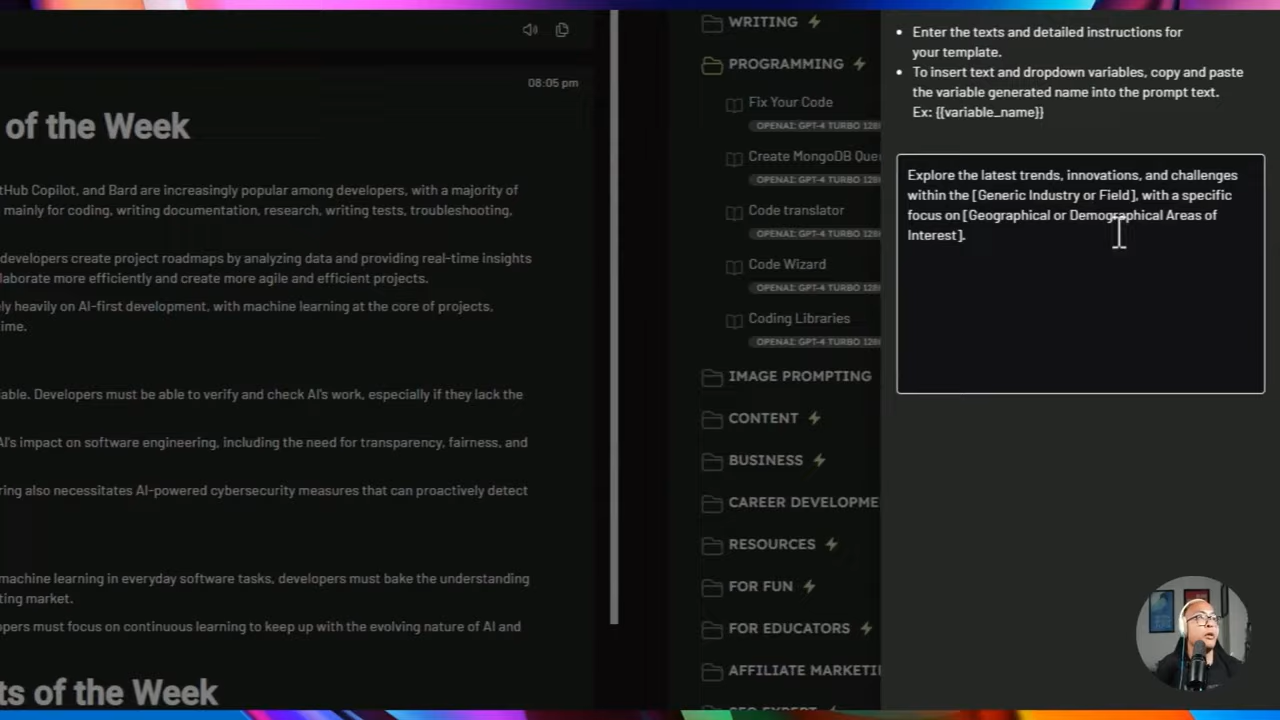 08:05 pm
of the Week
tHub Copilot, and Bard are increasingly popular among developers, with a majority of
mainly for coding, writing documentation, research, writing tests, troubleshooting,
developers create project roadmaps by analyzing data and providing real-time insights
laborate more efficiently and create more agile and efficient projects.
ly heavily on AI-first development, with machine learning at the core of projects,
ime.
able. Developers must be able to verify and check AI's work, especially if they lack the
AI's impact on software engineering, including the need for transparency, fairness, and
ring also necessitates AI-powered cybersecurity measures that can proactively detect
machine learning in everyday software tasks, developers must bake the understanding
ting market.
opers must focus on continuous learning to keep up with the evolving nature of AI and
ts of the Week
WRITING
PROGRAMMING
Fix Your Code
OPENAI: GPT-4 TURBO 128
Create MongoDB Que
OPENAI: GPT-4 TURBO 128
Code translator
OPENAI: GPT-4 TURBO 128
Code Wizard
OPENAI: GPT-4 TURBO 128
Coding Libraries
OPENAI: GPT-4 TURBO 128
IMAGE PROMPTING
CONTENT
BUSINESS
CAREER DEVELOPME
RESOURCES
FOR FUN
FOR EDUCATORS
AFFILIATE MARKETI
SEO EXPERT
• Enter the texts and detailed instructions for
your template.
• To insert text and dropdown variables, copy and paste
the variable generated name into the prompt text.
Ex: {{variable_name}}
Explore the latest trends, innovations, and challenges
within the [Generic Industry or Field], with a specific
focus on [Geographical or Demographical Areas of
Interest].